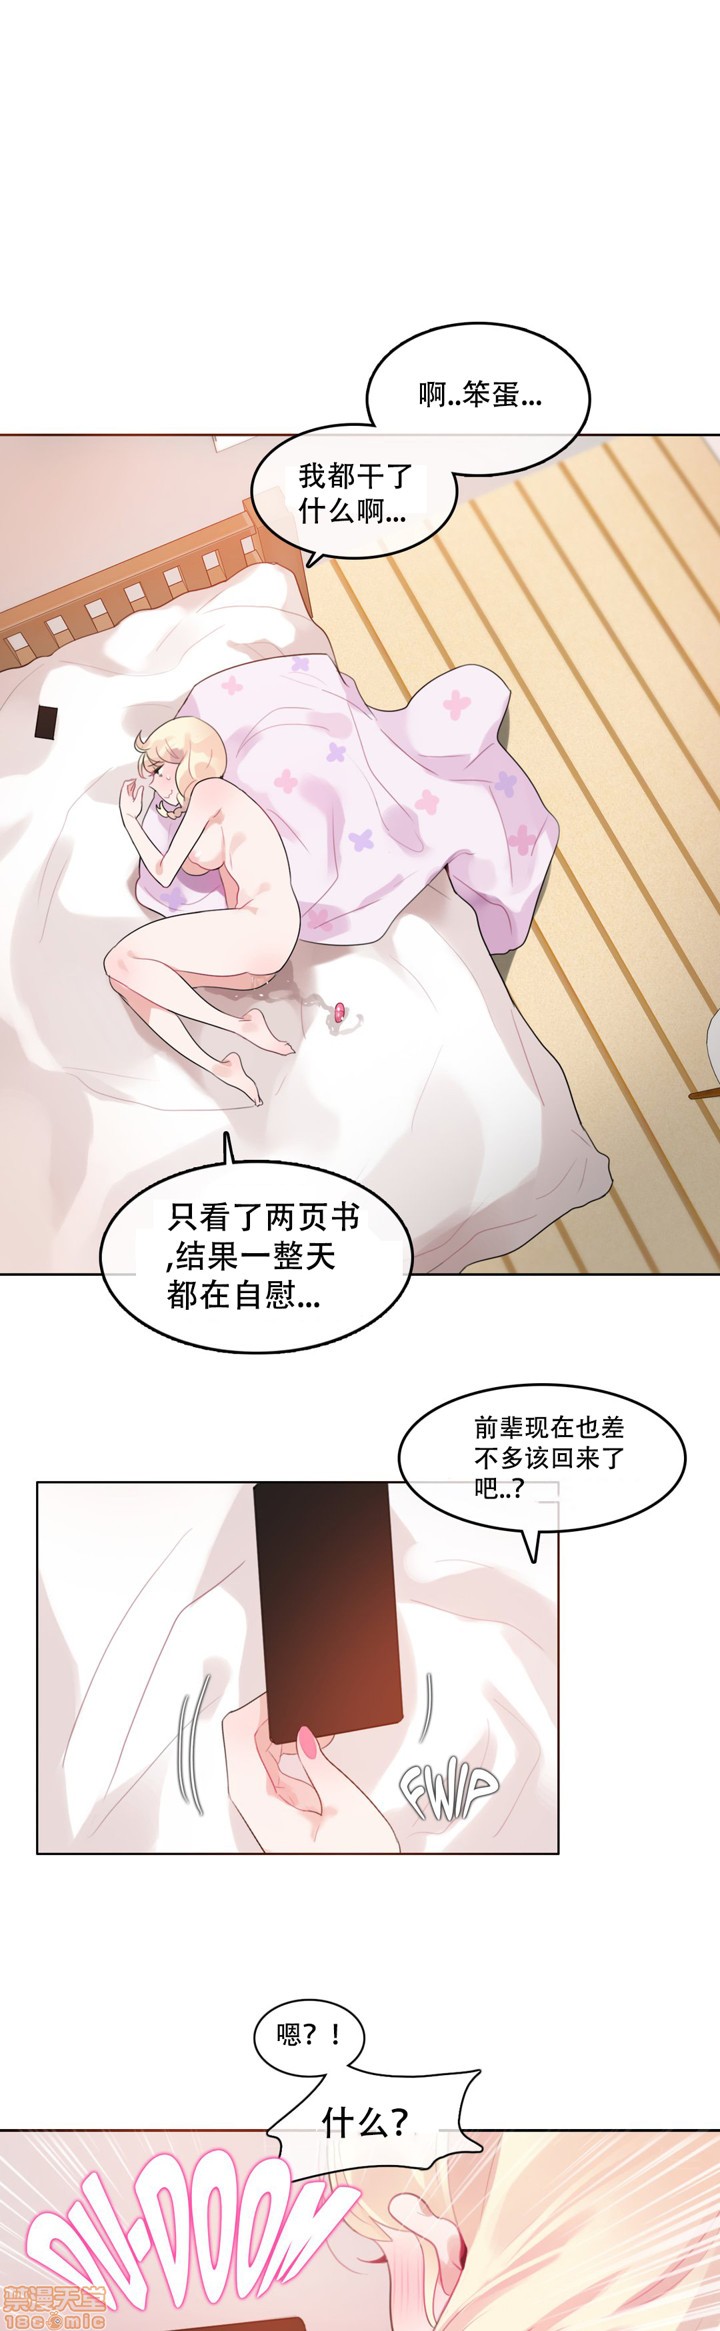 啊..笨蛋...
我都干了
什么啊...
只看了两页书
,结果一整天
都在自慰...
前辈现在也差
不多该回来了
吧..？
FWIP
嗯？！
什么？
DU-DOOM
禁漫天堂
18comic